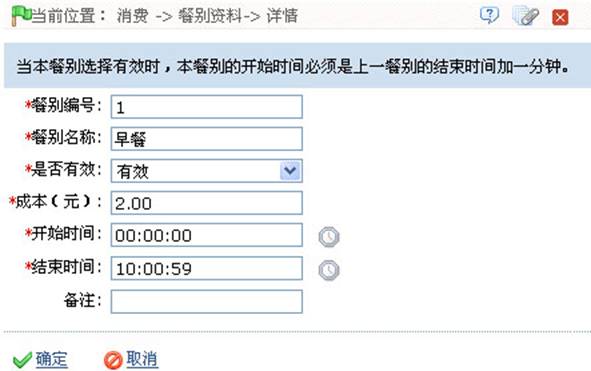 当前位置： 消费 -> 餐别资料-> 详情
当本餐别选择有效时，本餐别的开始时间必须是上一餐别的结束时间加一分钟。
*餐别编号： 1
*餐别名称： 早餐
*是否有效： 有效
*成本（元）： 2.00
*开始时间： 00:00:00
*结束时间： 10:00:59
备注：
确定 取消